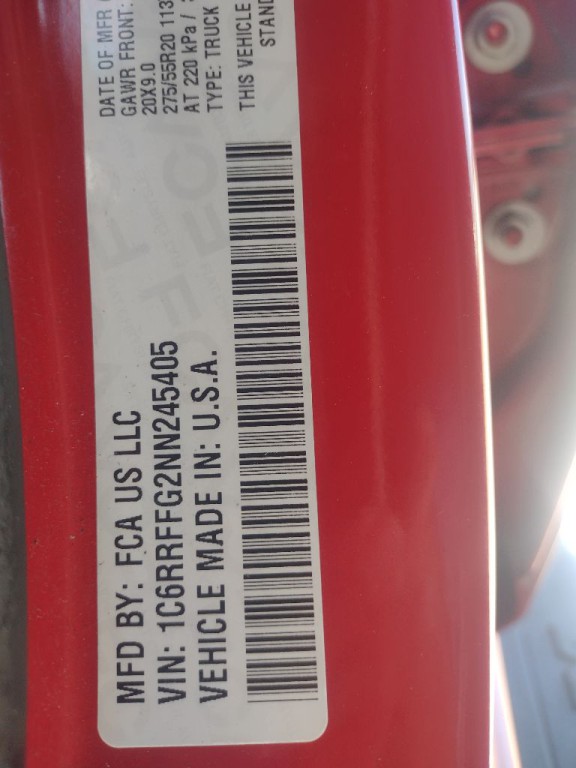 MFD BY: FCA US LLC
VIN: 1C6RRFFG2NN245405
VEHICLE MADE IN: U.S.A.
DATE OF MFR
GAWR FRONT:
20X9.0
275/55R20 113
AT 220 kPa /
TYPE: TRUCK
THIS VEHICLE
STAND